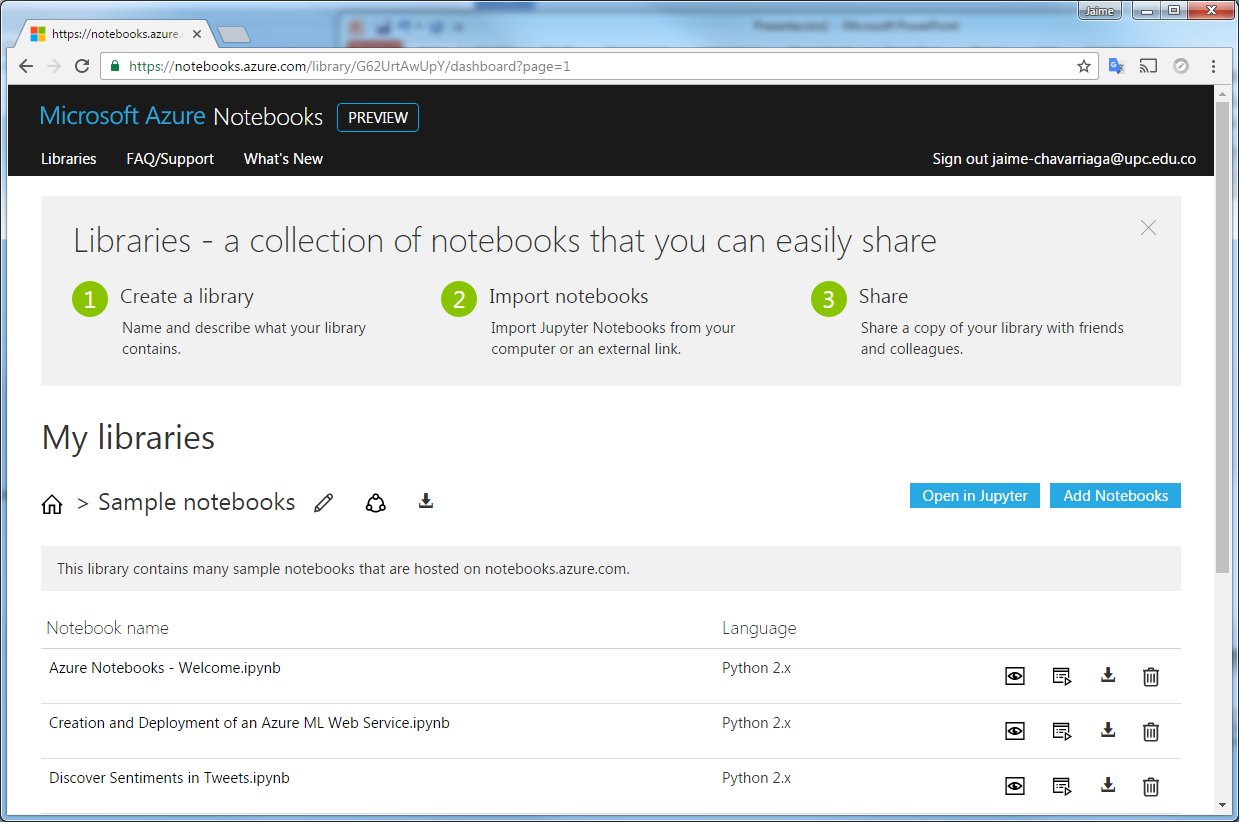 Jaime
https://notebooks.azure.
https://notebooks.azure.com/library/G62UrtAwUpY/dashboard?page=1
Microsoft Azure Notebooks PREVIEW
Libraries FAQ/Support What's New Sign out jaime-chavarriaga@upc.edu.co
Libraries - a collection of notebooks that you can easily share
1 Create a library
Name and describe what your library
contains.
2 Import notebooks
Import Jupyter Notebooks from your
computer or an external link.
3 Share
Share a copy of your library with friends
and colleagues.
My libraries
> Sample notebooks Open in Jupyter Add Notebooks
This library contains many sample notebooks that are hosted on notebooks.azure.com.
Notebook name Language
Azure Notebooks - Welcome.ipynb Python 2.x
Creation and Deployment of an Azure ML Web Service.ipynb Python 2.x
Discover Sentiments in Tweets.ipynb Python 2.x